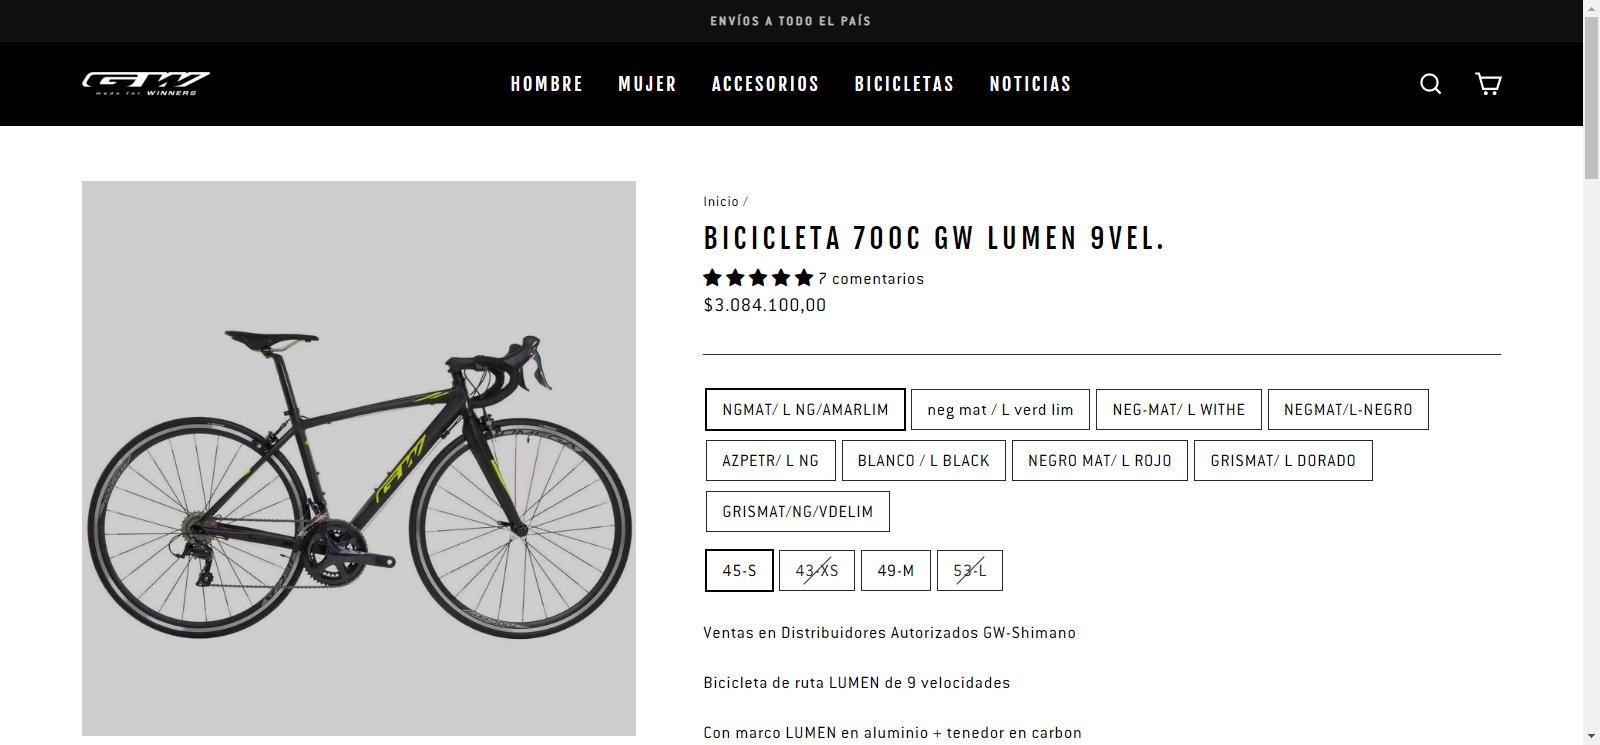 ENVÍOS A TODO EL PAÍS
GW
made for WINNERS
HOMBRE MUJER ACCESORIOS BICICLETAS NOTICIAS
GW
Inicio /
BICICLETA 700C GW LUMEN 9VEL.
7 comentarios
$3.084.100,00
NGMAT/ L NG/AMARLIM neg mat / L verd lim NEG-MAT/ L WITHE NEGMAT/L-NEGRO
AZPETR/ L NG BLANCO / L BLACK NEGRO MAT/ L ROJO GRISMAT/ L DORADO
GRISMAT/NG/VDELIM
45-S 43-XS 49-M 53-L
Ventas en Distribuidores Autorizados GW-Shimano
Bicicleta de ruta LUMEN de 9 velocidades
Con marco LUMEN en aluminio + tenedor en carbon